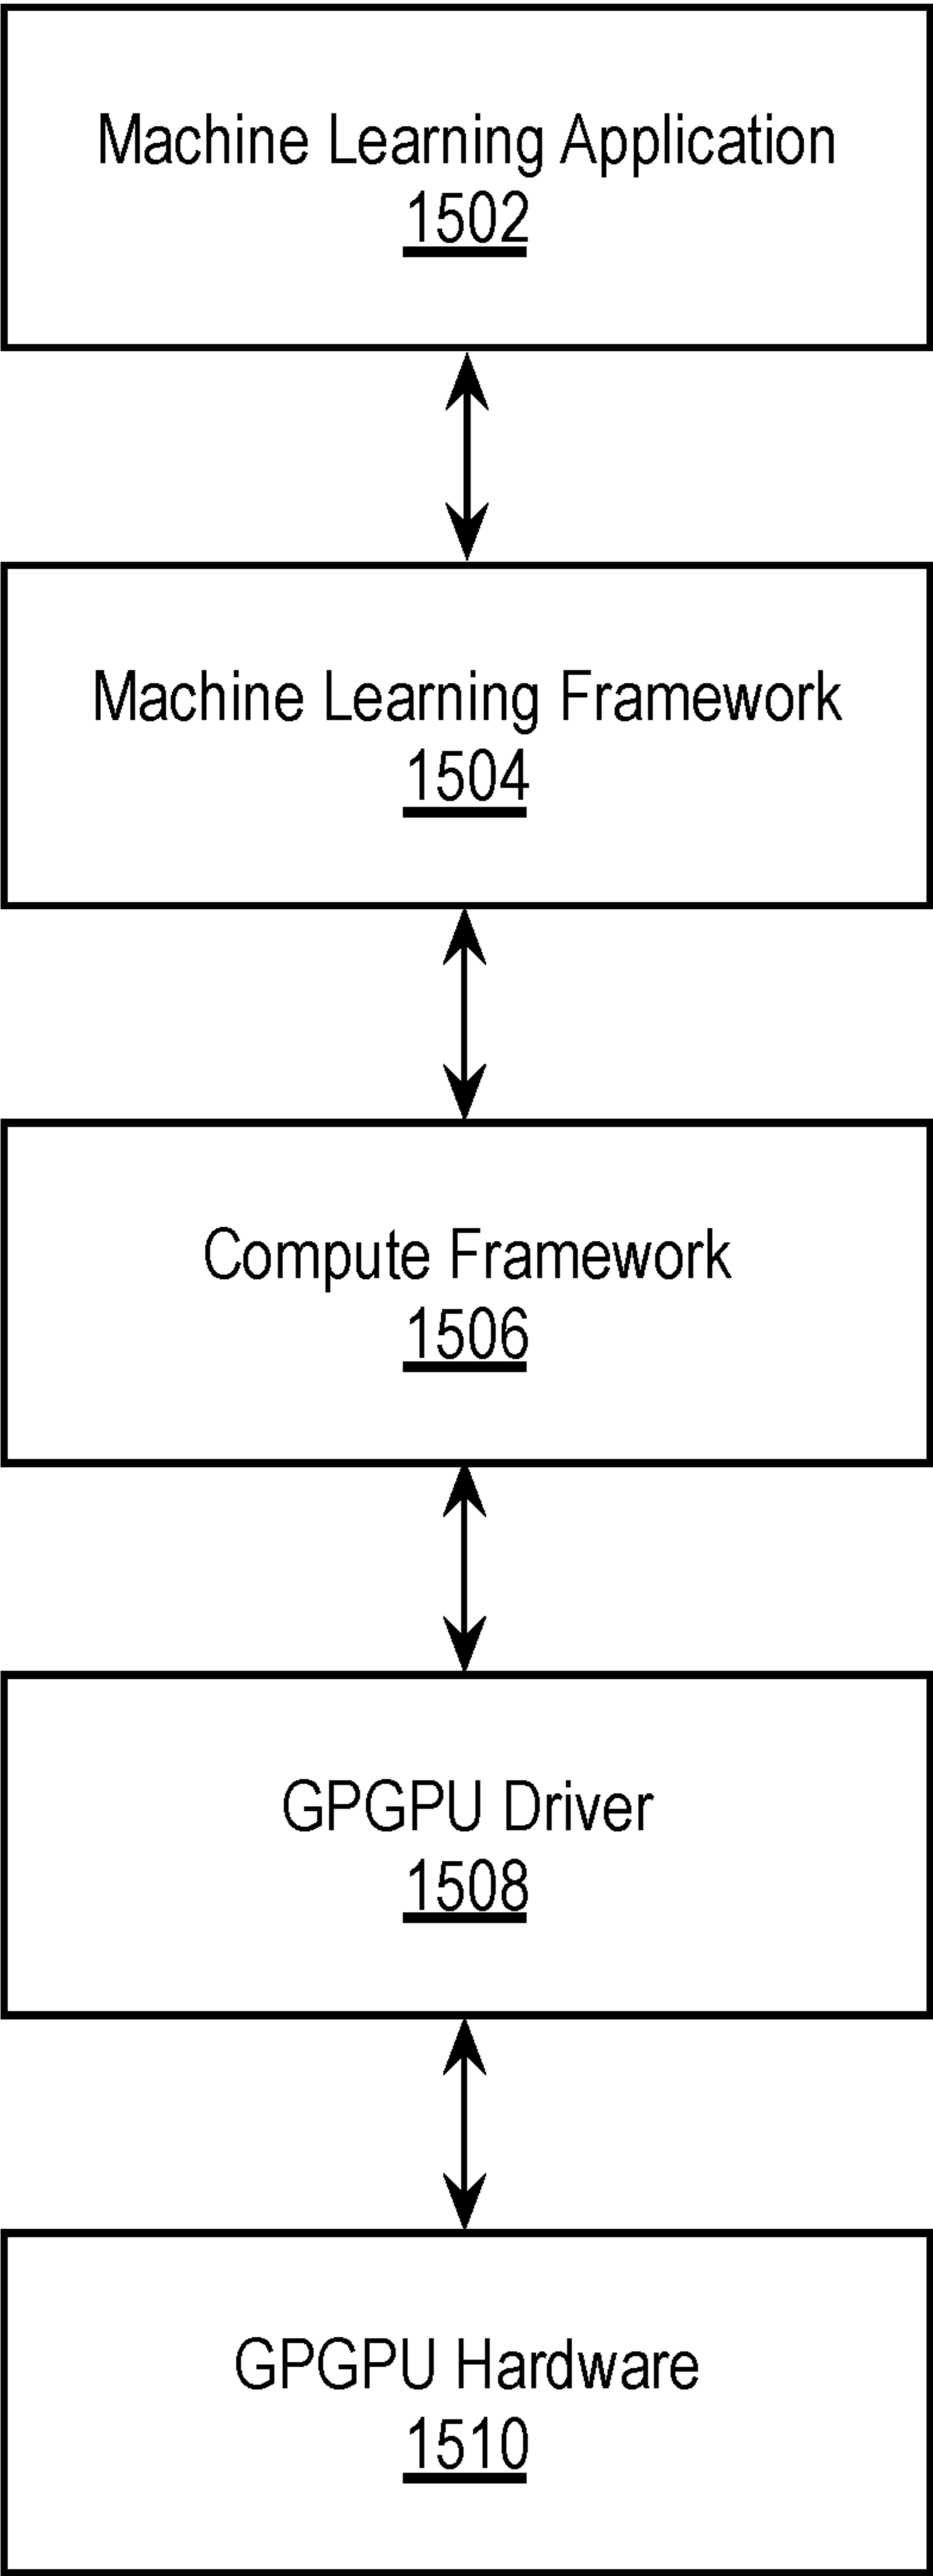 Machine Learning Application
1502
Machine Learning Framework
1504
Compute Framework
1506
GPGPU Driver
1508
GPGPU Hardware
1510